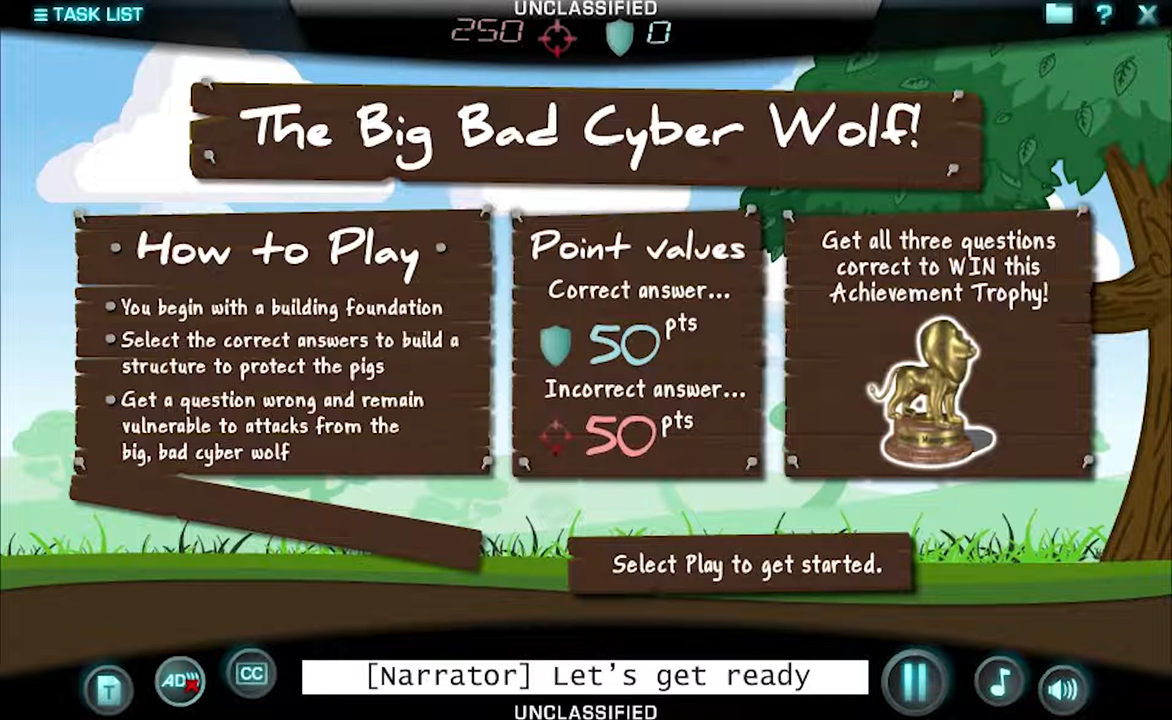 UNCLASSIFIED
TASK LIST
250
0
?
X
The Big Bad Cyber Wolf!
How to Play
You begin with a building foundation
Select the correct answers to build a
structure to protect the pigs
Get a question wrong and remain
vulnerable to attacks from the
big, bad cyber wolf
Point values
Correct answer...
50 pts
Incorrect answer...
50 pts
Get all three questions
correct to WIN this
Achievement Trophy!
Select Play to get started.
T
AD
CC
[Narrator] Let's get ready
UNCLASSIFIED